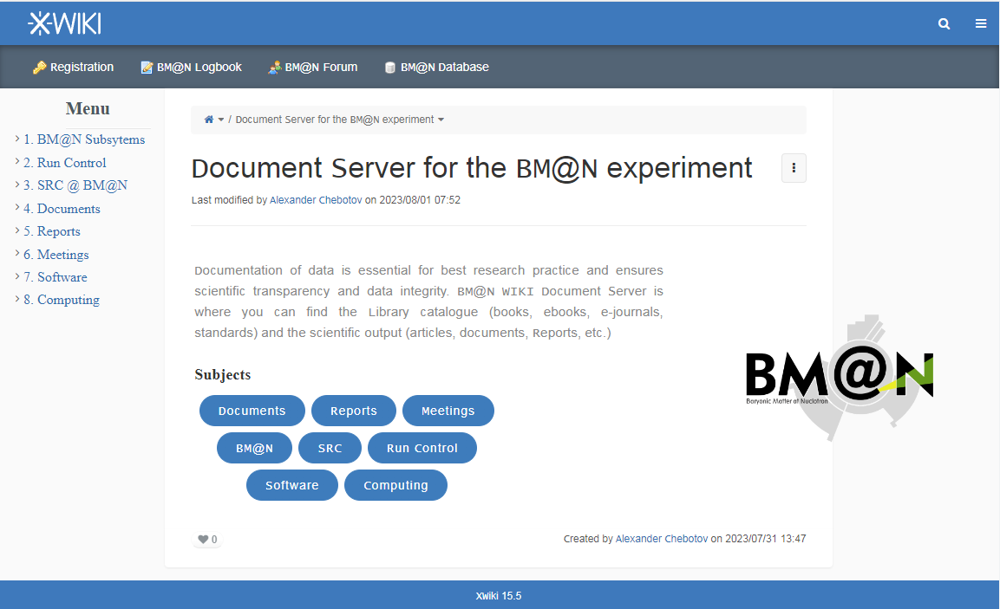 XWIKI
Registration BM@N Logbook BM@N Forum BM@N Database
Menu
1. BM@N Subsytems
2. Run Control
3. SRC @ BM@N
4. Documents
5. Reports
6. Meetings
7. Software
8. Computing
/ Document Server for the BM@N experiment
Document Server for the BM@N experiment
Last modified by Alexander Chebotov on 2023/08/01 07:52
Documentation of data is essential for best research practice and ensures
scientific transparency and data integrity. BM@N WIKI Document Server is
where you can find the Library catalogue (books, ebooks, e-journals,
standards) and the scientific output (articles, documents, Reports, etc.)
Subjects
Documents Reports Meetings
BM@N SRC Run Control
Software Computing
BM@N
Baryonic Matter at Nuclotron
0
Created by Alexander Chebotov on 2023/07/31 13:47
XWiki 15.5